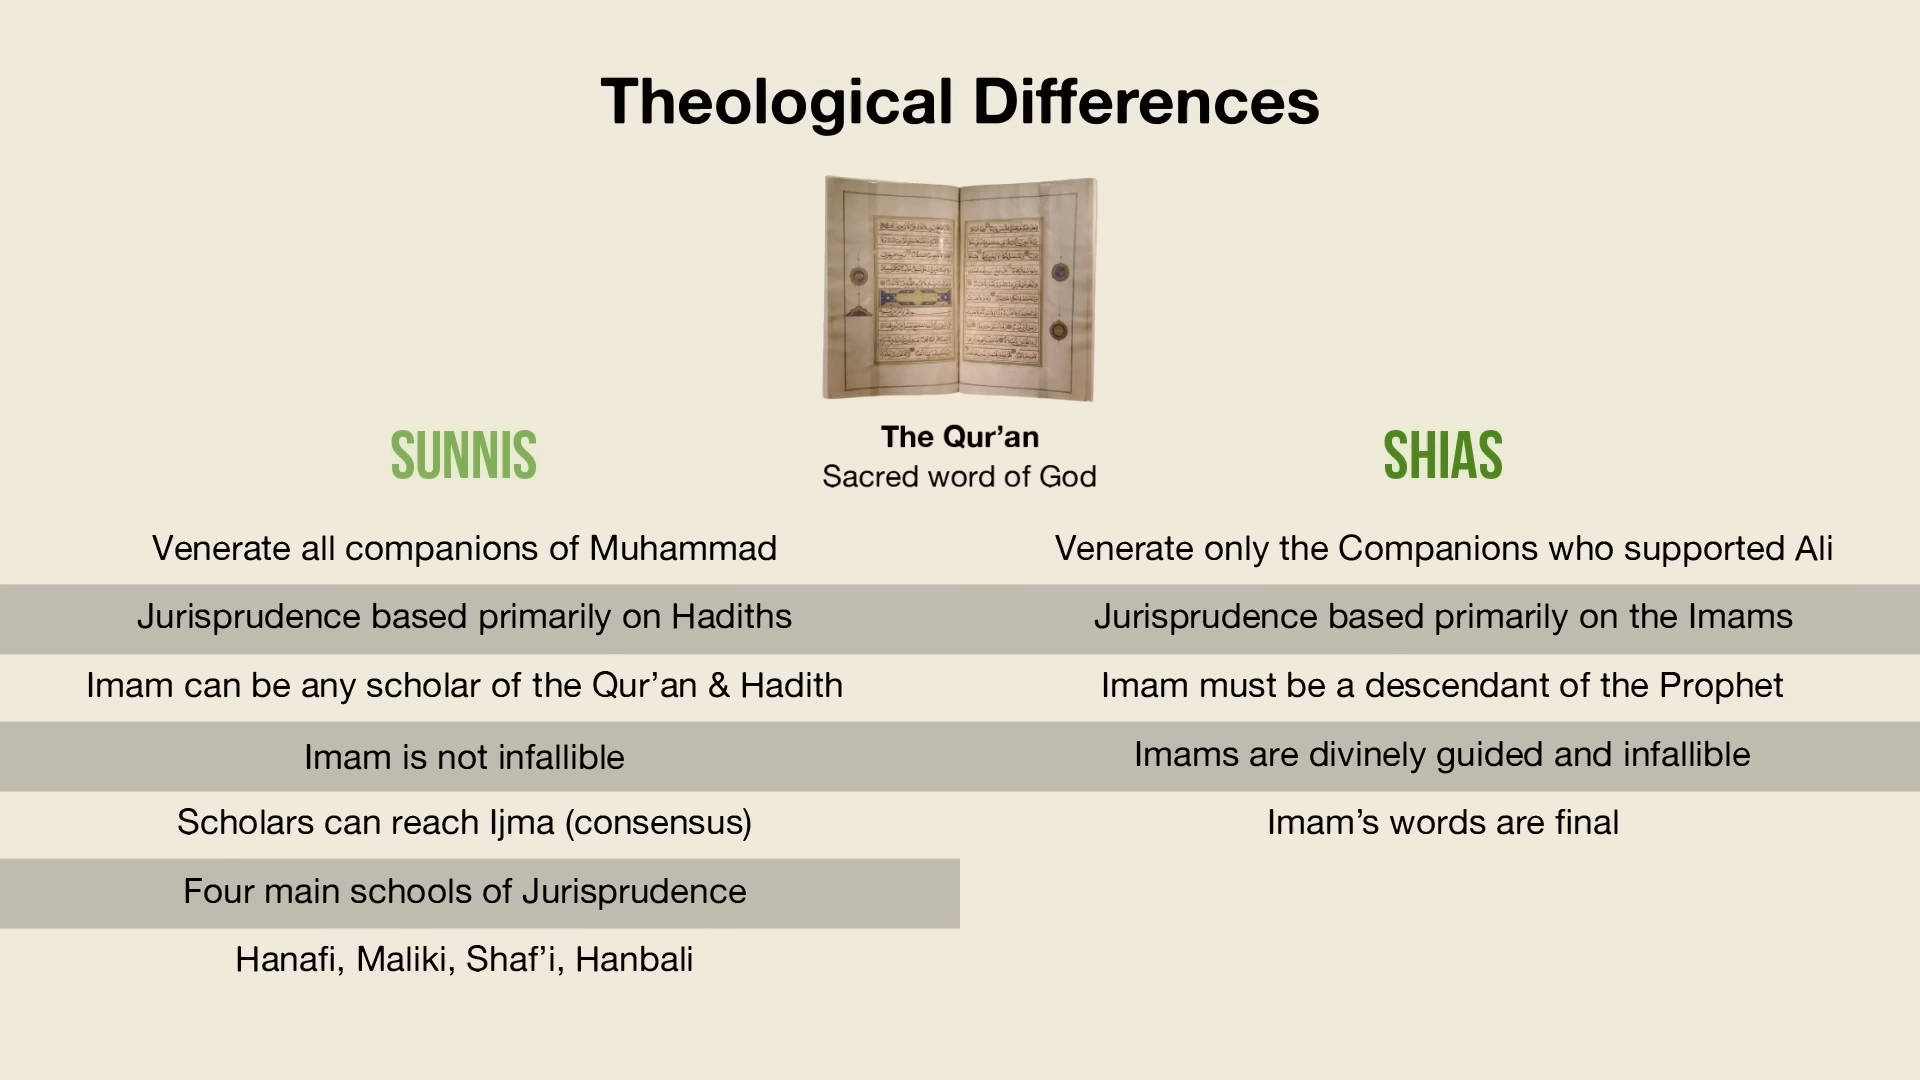 Theological Differences
The Qur’an
Sacred word of God
SUNNIS
Venerate all companions of Muhammad
Jurisprudence based primarily on Hadiths
Imam can be any scholar of the Qur’an & Hadith
Imam is not infallible
Scholars can reach Ijma (consensus)
Four main schools of Jurisprudence
Hanafi, Maliki, Shaf’i, Hanbali
SHIAS
Venerate only the Companions who supported Ali
Jurisprudence based primarily on the Imams
Imam must be a descendant of the Prophet
Imams are divinely guided and infallible
Imam’s words are final